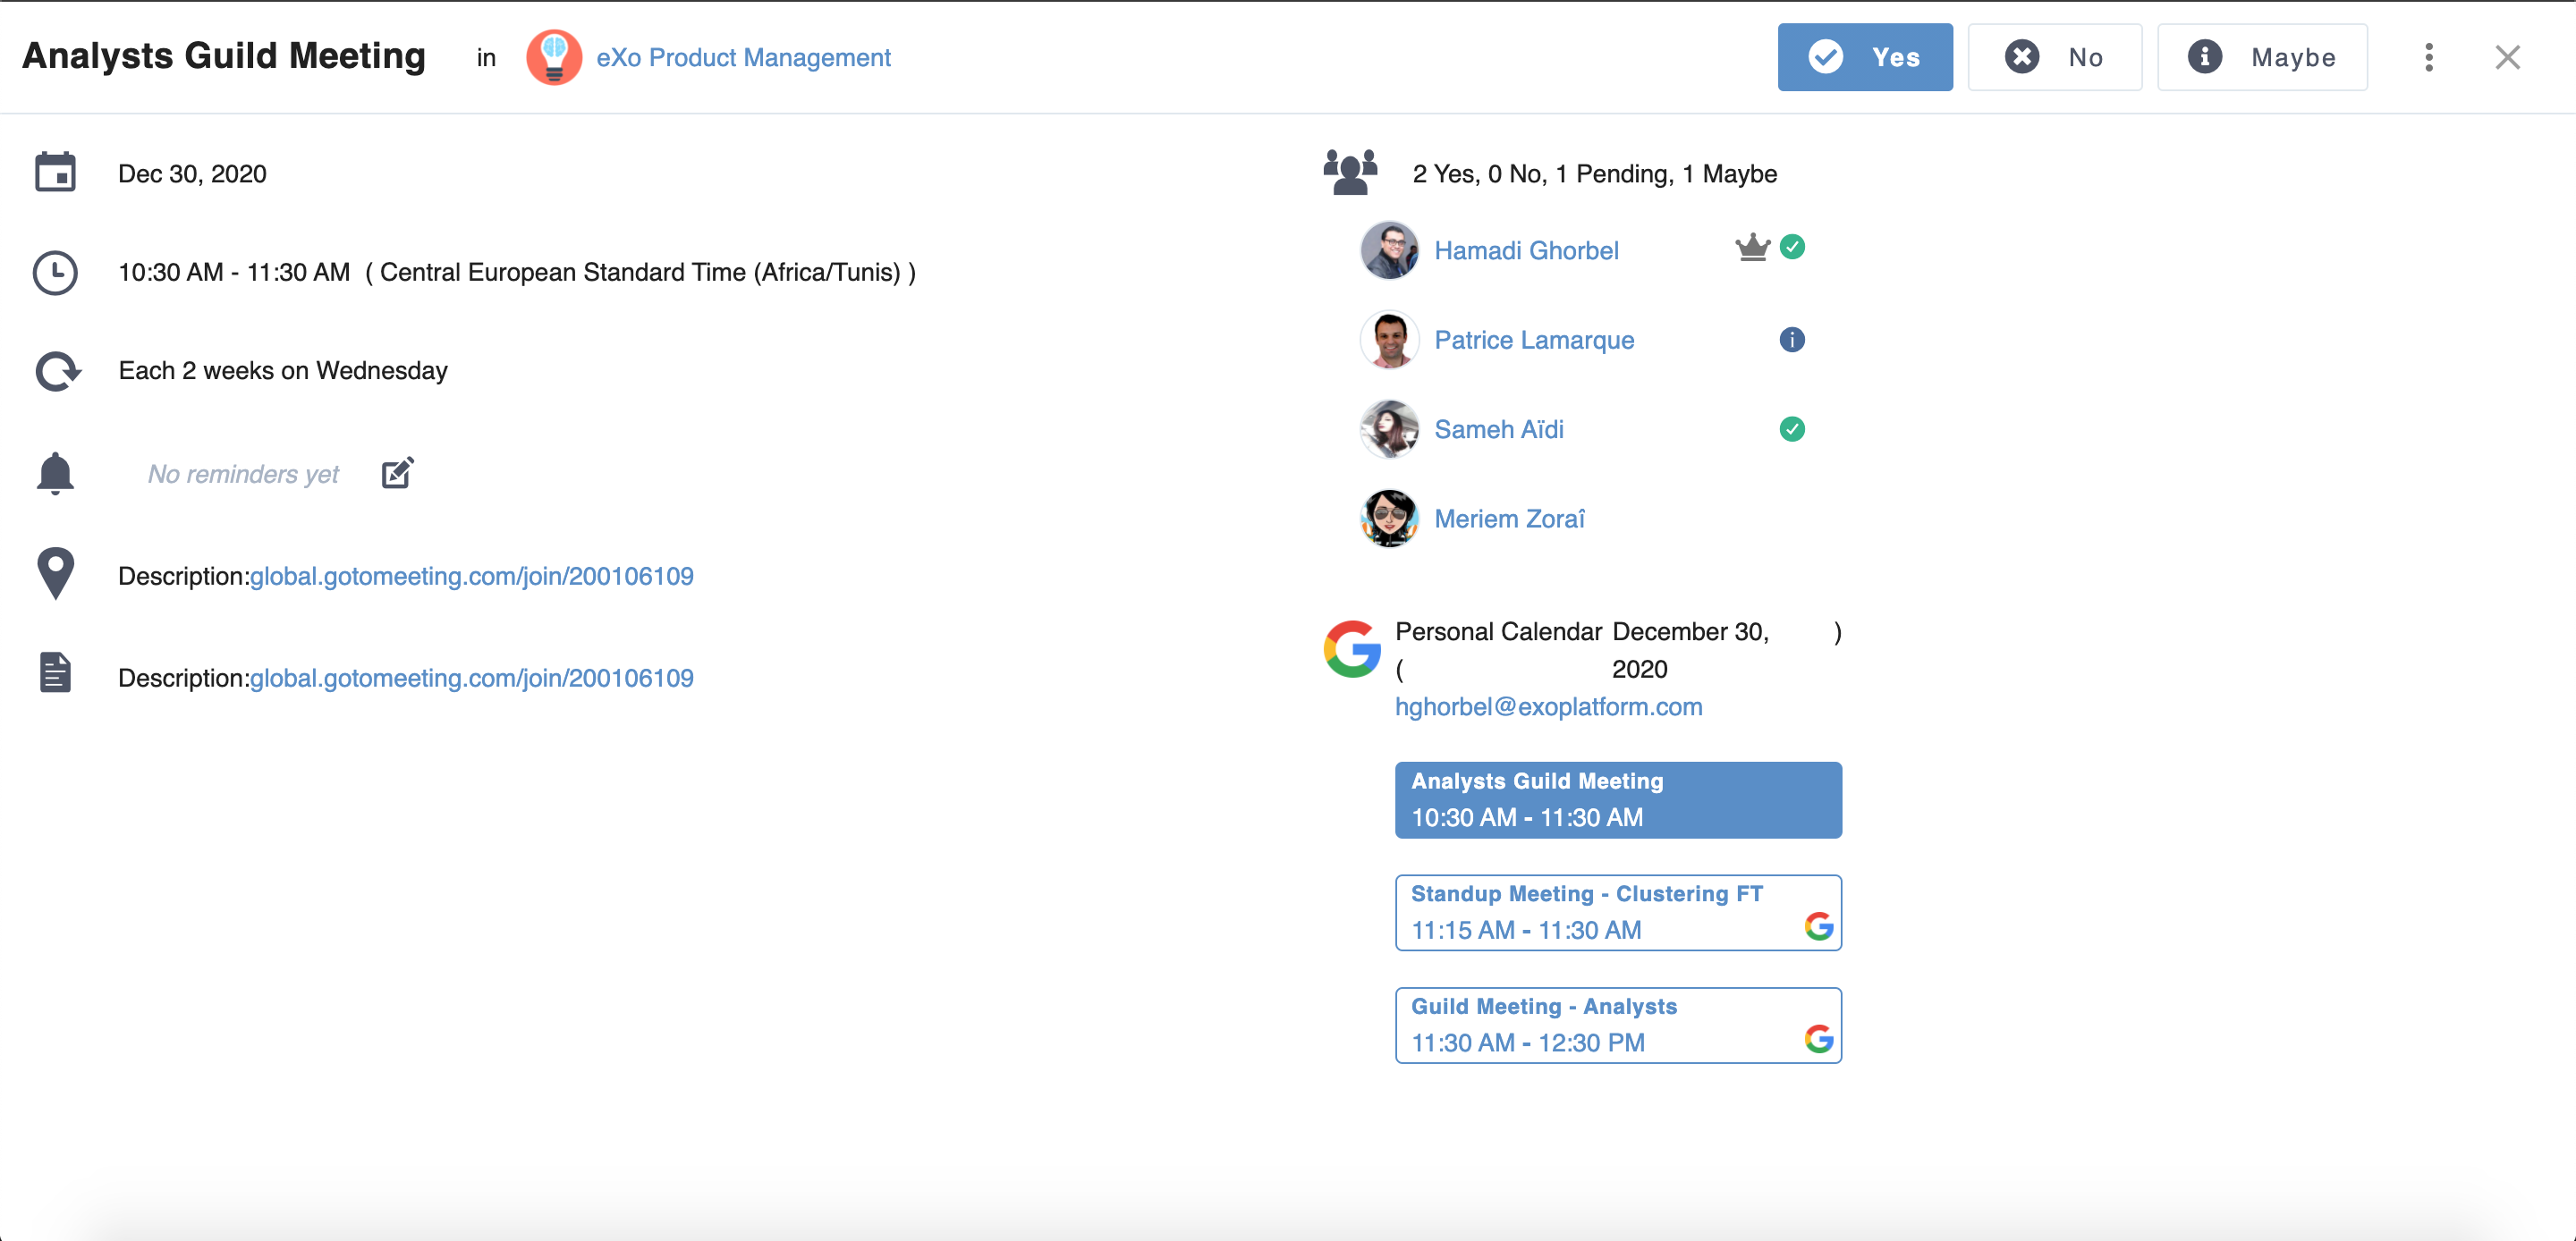 Analysts Guild Meeting in eXo Product Management
Yes
No
Maybe
Dec 30, 2020
10:30 AM - 11:30 AM ( Central European Standard Time (Africa/Tunis) )
Each 2 weeks on Wednesday
No reminders yet
Description:global.gotomeeting.com/join/200106109
Description:global.gotomeeting.com/join/200106109
2 Yes, 0 No, 1 Pending, 1 Maybe
Hamadi Ghorbel
Patrice Lamarque
Sameh Aïdi
Meriem Zoraî
Personal Calendar December 30, )
( 2020
hghorbel@exoplatform.com
Analysts Guild Meeting
10:30 AM - 11:30 AM
Standup Meeting - Clustering FT
11:15 AM - 11:30 AM
Guild Meeting - Analysts
11:30 AM - 12:30 PM